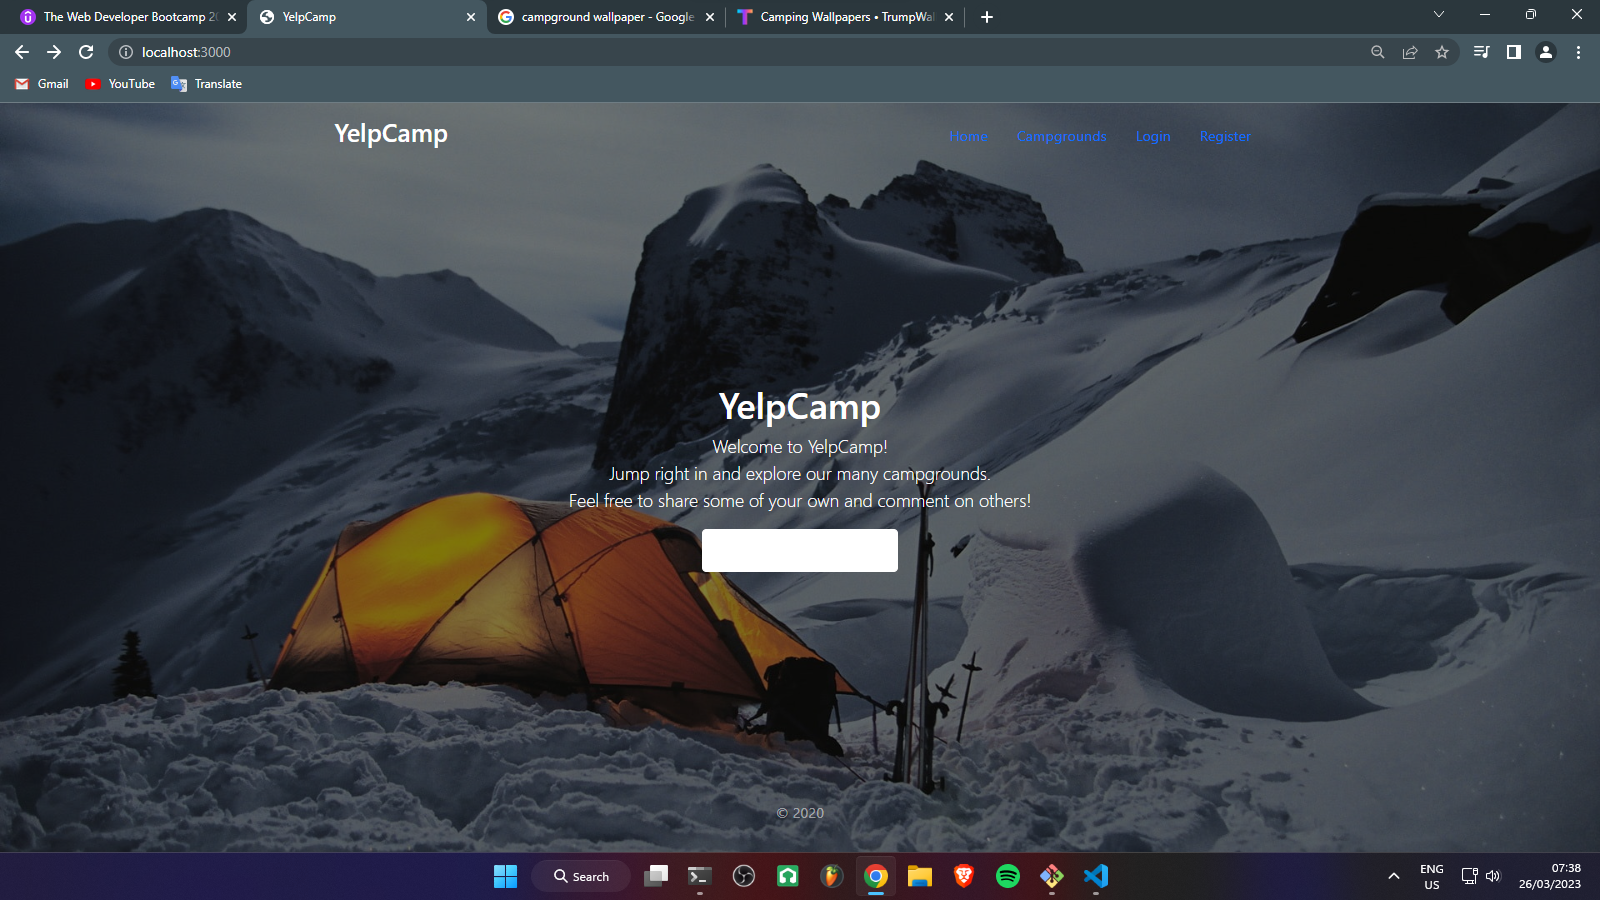 The Web Developer Bootcamp 20
YelpCamp
campground wallpaper - Google
Camping Wallpapers • TrumpWal
localhost:3000
Gmail
YouTube
Translate
YelpCamp
Home
Campgrounds
Login
Register
YelpCamp
Welcome to YelpCamp!
Jump right in and explore our many campgrounds.
Feel free to share some of your own and comment on others!
© 2020
Search
ENG
US
07:38
26/03/2023